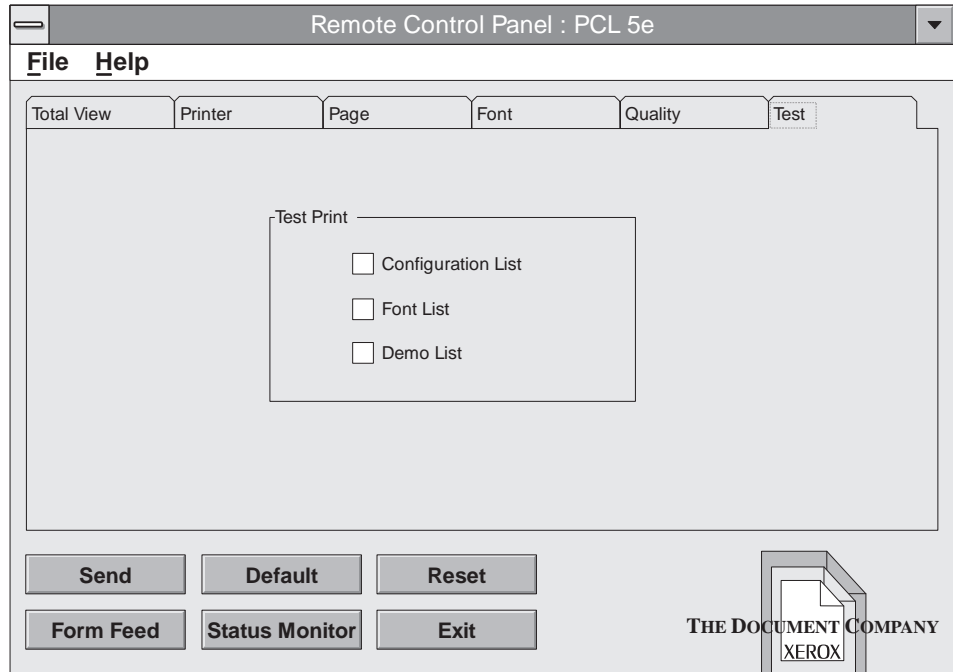 Remote Control Panel : PCL 5e
File Help
Total View Printer Page Font Quality Test
Test Print
Configuration List
Font List
Demo List
Send Default Reset
Form Feed Status Monitor Exit
THE DOCUMENT COMPANY
XEROX